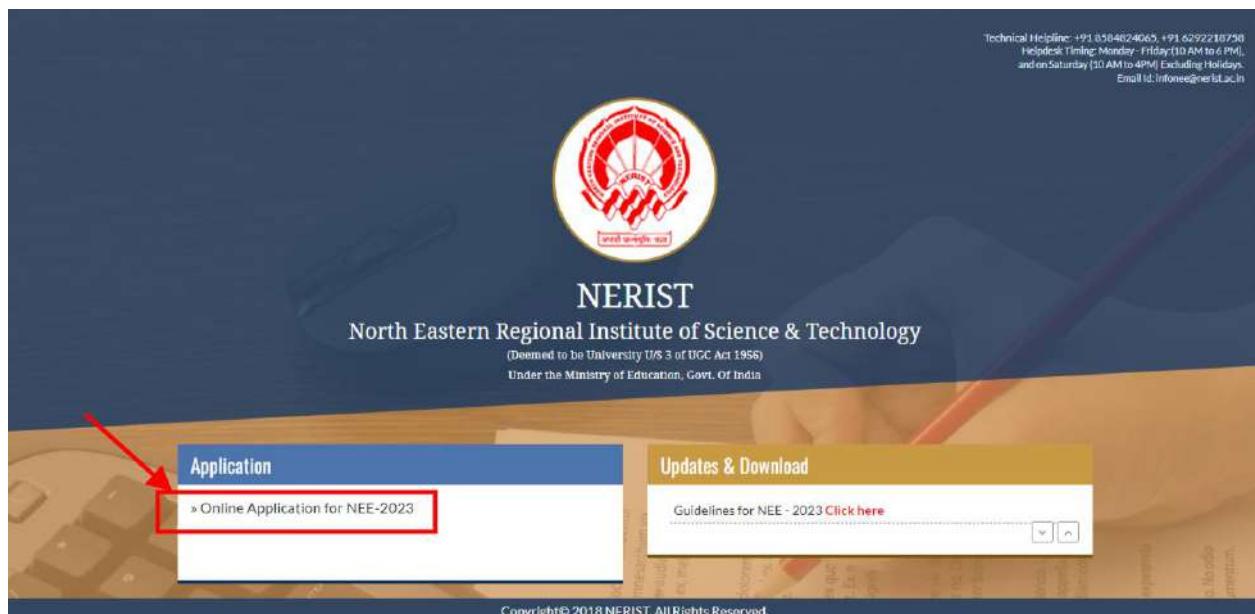 Technical Helpline: +91 8584824065, +91 6292218758
Helpdesk Timing: Monday - Friday:(10 AM to 6 PM),
and on Saturday (10 AM to 4PM) Excluding Holidays.
Email Id: infonee@nerist.ac.in
NERIST
NERIST
North Eastern Regional Institute of Science & Technology
(Deemed to be University U/S 3 of UGC Act 1956)
Under the Ministry of Education, Govt. Of India
Application
» Online Application for NEE-2023
Updates & Download
Guidelines for NEE - 2023 Click here
Copyright© 2018 NERIST. All Rights Reserved.